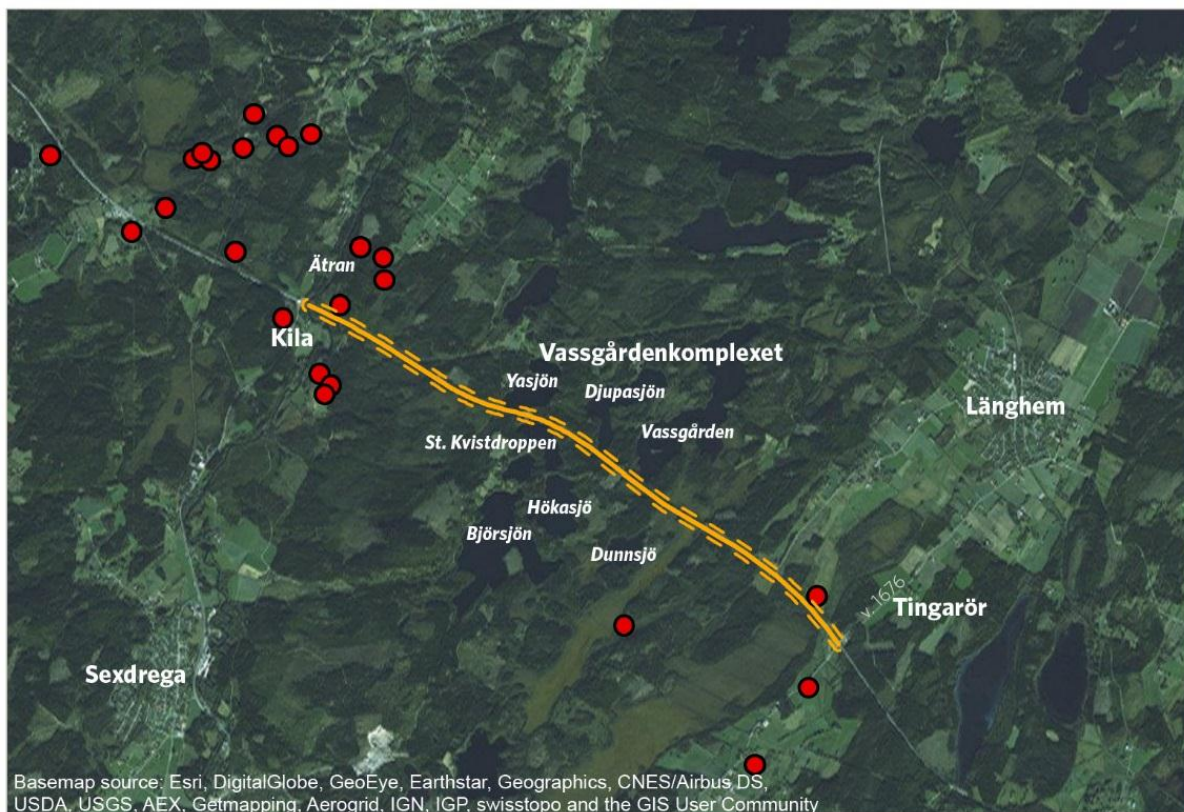 Ätran
Kila
Vassgårdenkomplexet
Yasjön
Djupasjön
Länghem
St. Kvistdroppen
Vassgården
Hökasjö
Björsjön
Dunnsjö
v. 1676
Tingarör
Sexdrega
Basemap source: Esri, DigitalGlobe, GeoEye, Earthstar, Geographics, CNES/Airbus DS,
USDA, USGS, AEX, Getmapping, Aerogrid, IGN, IGP, swisstopo and the GIS User Community